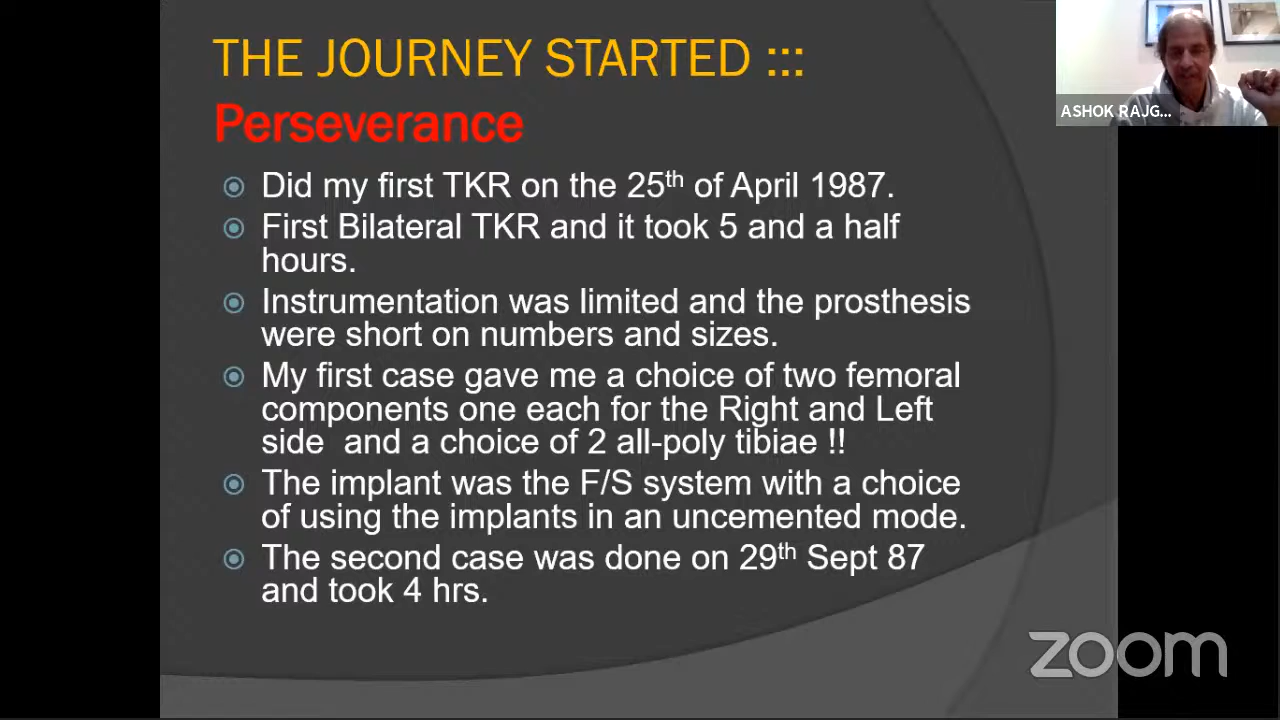 THE JOURNEY STARTED :::
Perseverance
Did my first TKR on the 25th of April 1987.
First Bilateral TKR and it took 5 and a half
hours.
Instrumentation was limited and the prosthesis
were short on numbers and sizes.
My first case gave me a choice of two femoral
components one each for the Right and Left
side and a choice of 2 all-poly tibiae !!
The implant was the F/S system with a choice
of using the implants in an uncemented mode.
The second case was done on 29th Sept 87
and took 4 hrs.
ASHOK RAJG...
zoom